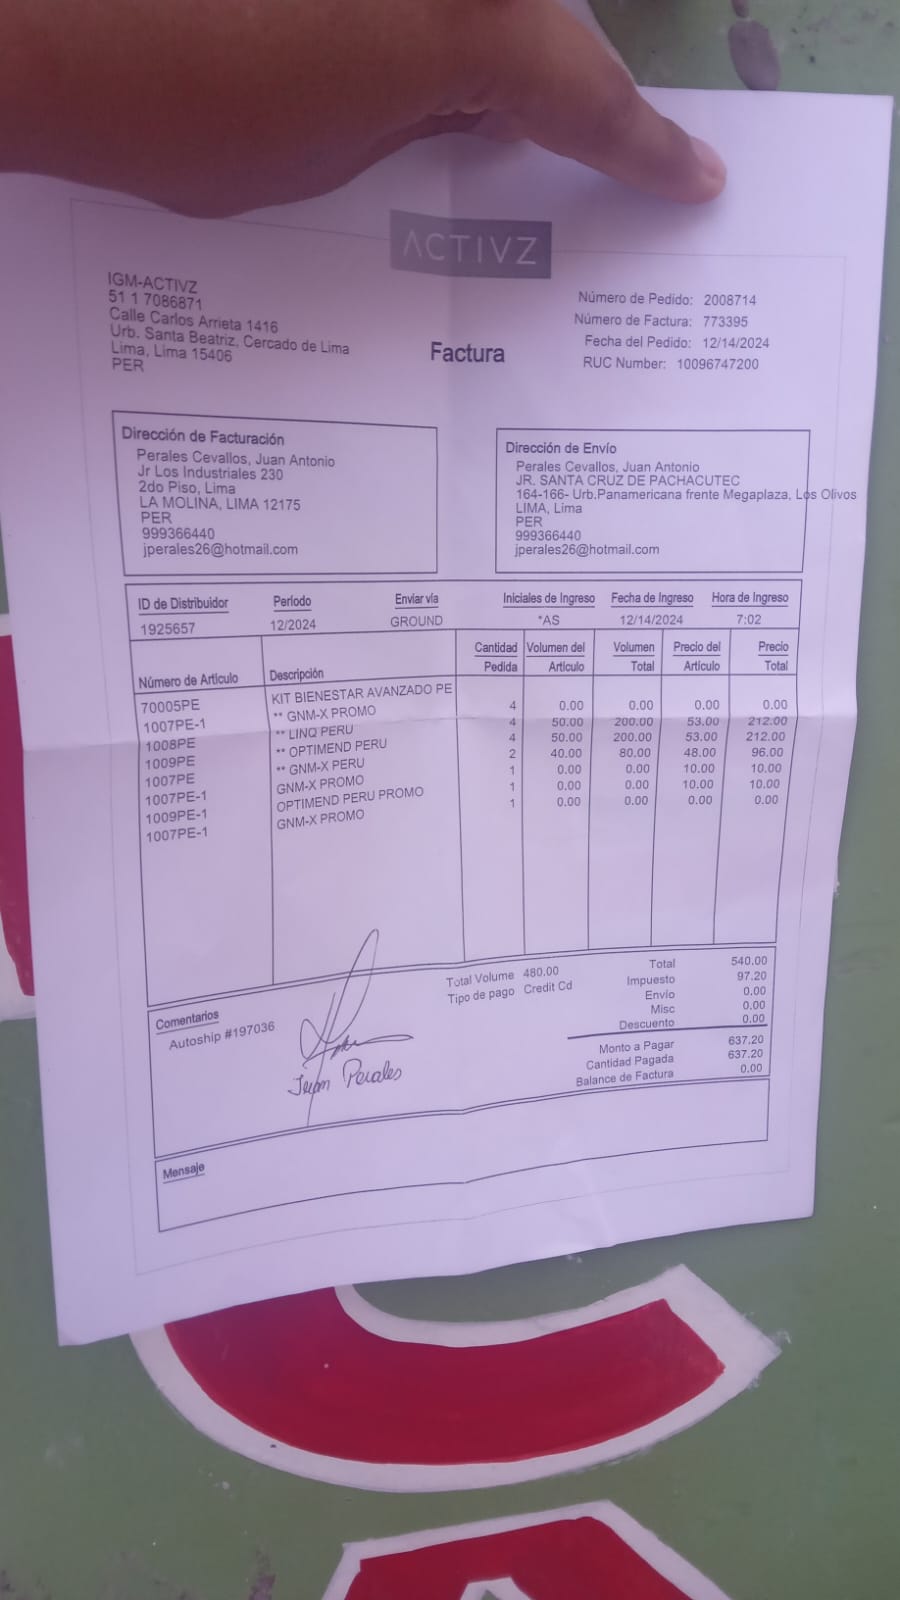 ACTIVZ
IGM-ACTIVZ
51 1 7086871
Calle Carlos Arrieta 1416
Urb. Santa Beatriz, Cercado de Lima
Lima, Lima 15406
PER
Factura
Número de Pedido: 2008714
Número de Factura: 773395
Fecha del Pedido: 12/14/2024
RUC Number: 10096747200
Dirección de Facturación
Perales Cevallos, Juan Antonio
Jr Los Industriales 230
2do Piso, Lima
LA MOLINA, LIMA 12175
PER
999366440
jperales26@hotmail.com
Dirección de Envío
Perales Cevallos, Juan Antonio
JR. SANTA CRUZ DE PACHACUTEC
164-166- Urb.Panamericana frente Megaplaza, Los Olivos
LIMA, Lima
PER
999366440
jperales26@hotmail.com
ID de Distribuidor Período Enviar vía Iniciales de Ingreso Fecha de Ingreso Hora de Ingreso
1925657 12/2024 GROUND *AS 12/14/2024 7:02
Número de Artículo Descripción Cantidad Pedida Volumen del Artículo Volumen Total Precio del Artículo Precio Total
70005PE KIT BIENESTAR AVANZADO PE 4 0.00 0.00 0.00 0.00
1007PE-1 ** GNM-X PROMO 4 50.00 200.00 53.00 212.00
1008PE ** LINQ PERU 4 50.00 200.00 53.00 212.00
1009PE ** OPTIMEND PERU 2 40.00 80.00 48.00 96.00
1007PE ** GNM-X PERU 1 0.00 0.00 10.00 10.00
1007PE-1 GNM-X PROMO 1 0.00 0.00 10.00 10.00
1009PE-1 OPTIMEND PERU PROMO 1 0.00 0.00 0.00 0.00
1007PE-1 GNM-X PROMO
Comentarios
Autoship #197036
Juan Perales
Total Volume 480.00
Tipo de pago Credit Cd
Total 540.00
Impuesto 97.20
Envío 0.00
Misc 0.00
Descuento 0.00
Monto a Pagar 637.20
Cantidad Pagada 637.20
Balance de Factura 0.00
Mensaje